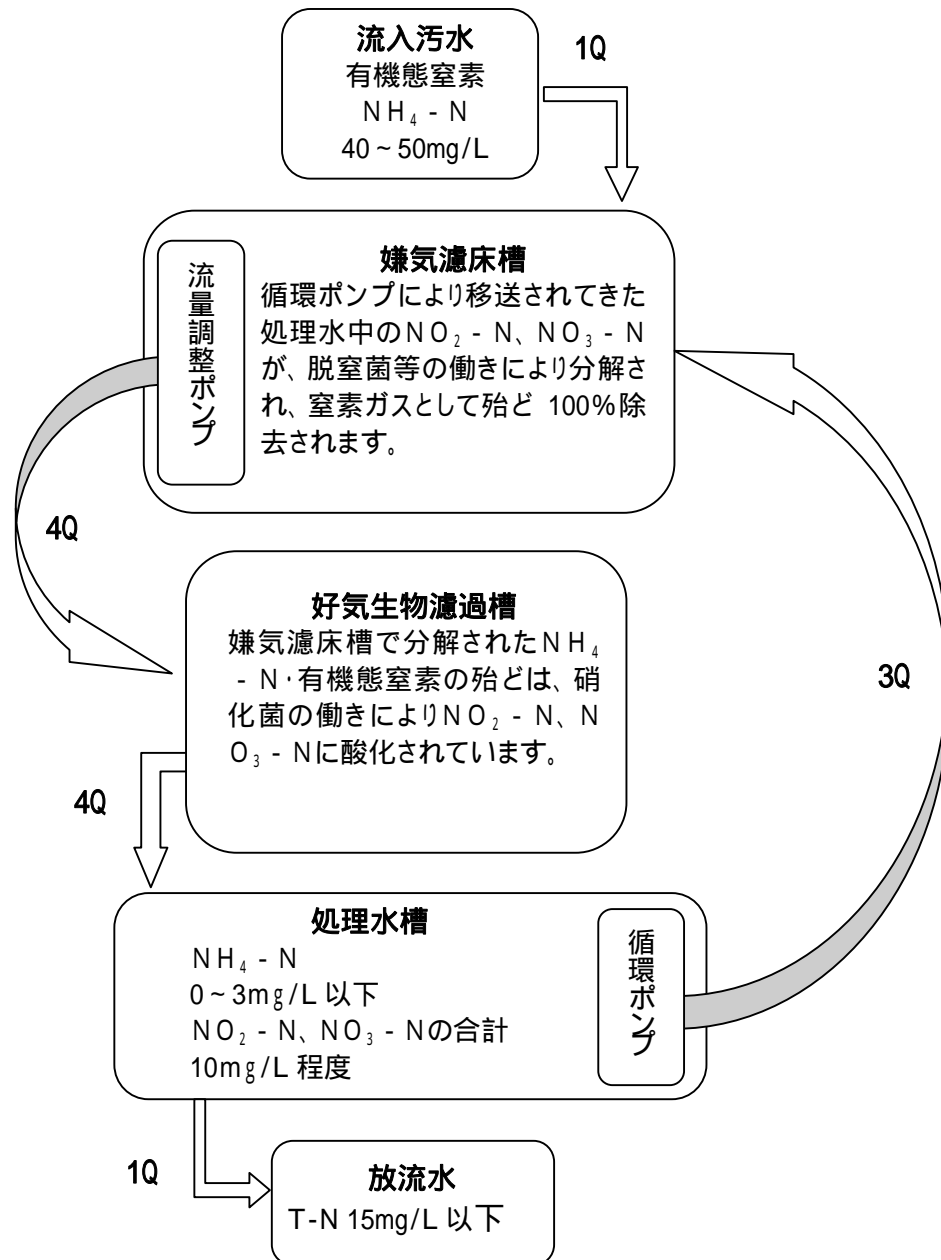 流入汚水
有機態窒素
NH₄-N
40~50mg/L
1Q
嫌気濾床槽
循環ポンプにより移送されてきた
処理水中のNO₂-N、NO₃-N
が、脱窒菌等の働きにより分解さ
れ、窒素ガスとして殆ど 100%除
去されます。
流量調整ポンプ
4Q
好気生物濾過槽
嫌気濾床槽で分解されたNH₄
-N・有機態窒素の殆どは、硝
化菌の働きによりNO₂-N、N
O₃-Nに酸化されています。
3Q
4Q
処理水槽
NH₄-N
0~3mg/L 以下
NO₂-N、NO₃-Nの合計
10mg/L 程度
循環ポンプ
1Q
放流水
T-N 15mg/L 以下